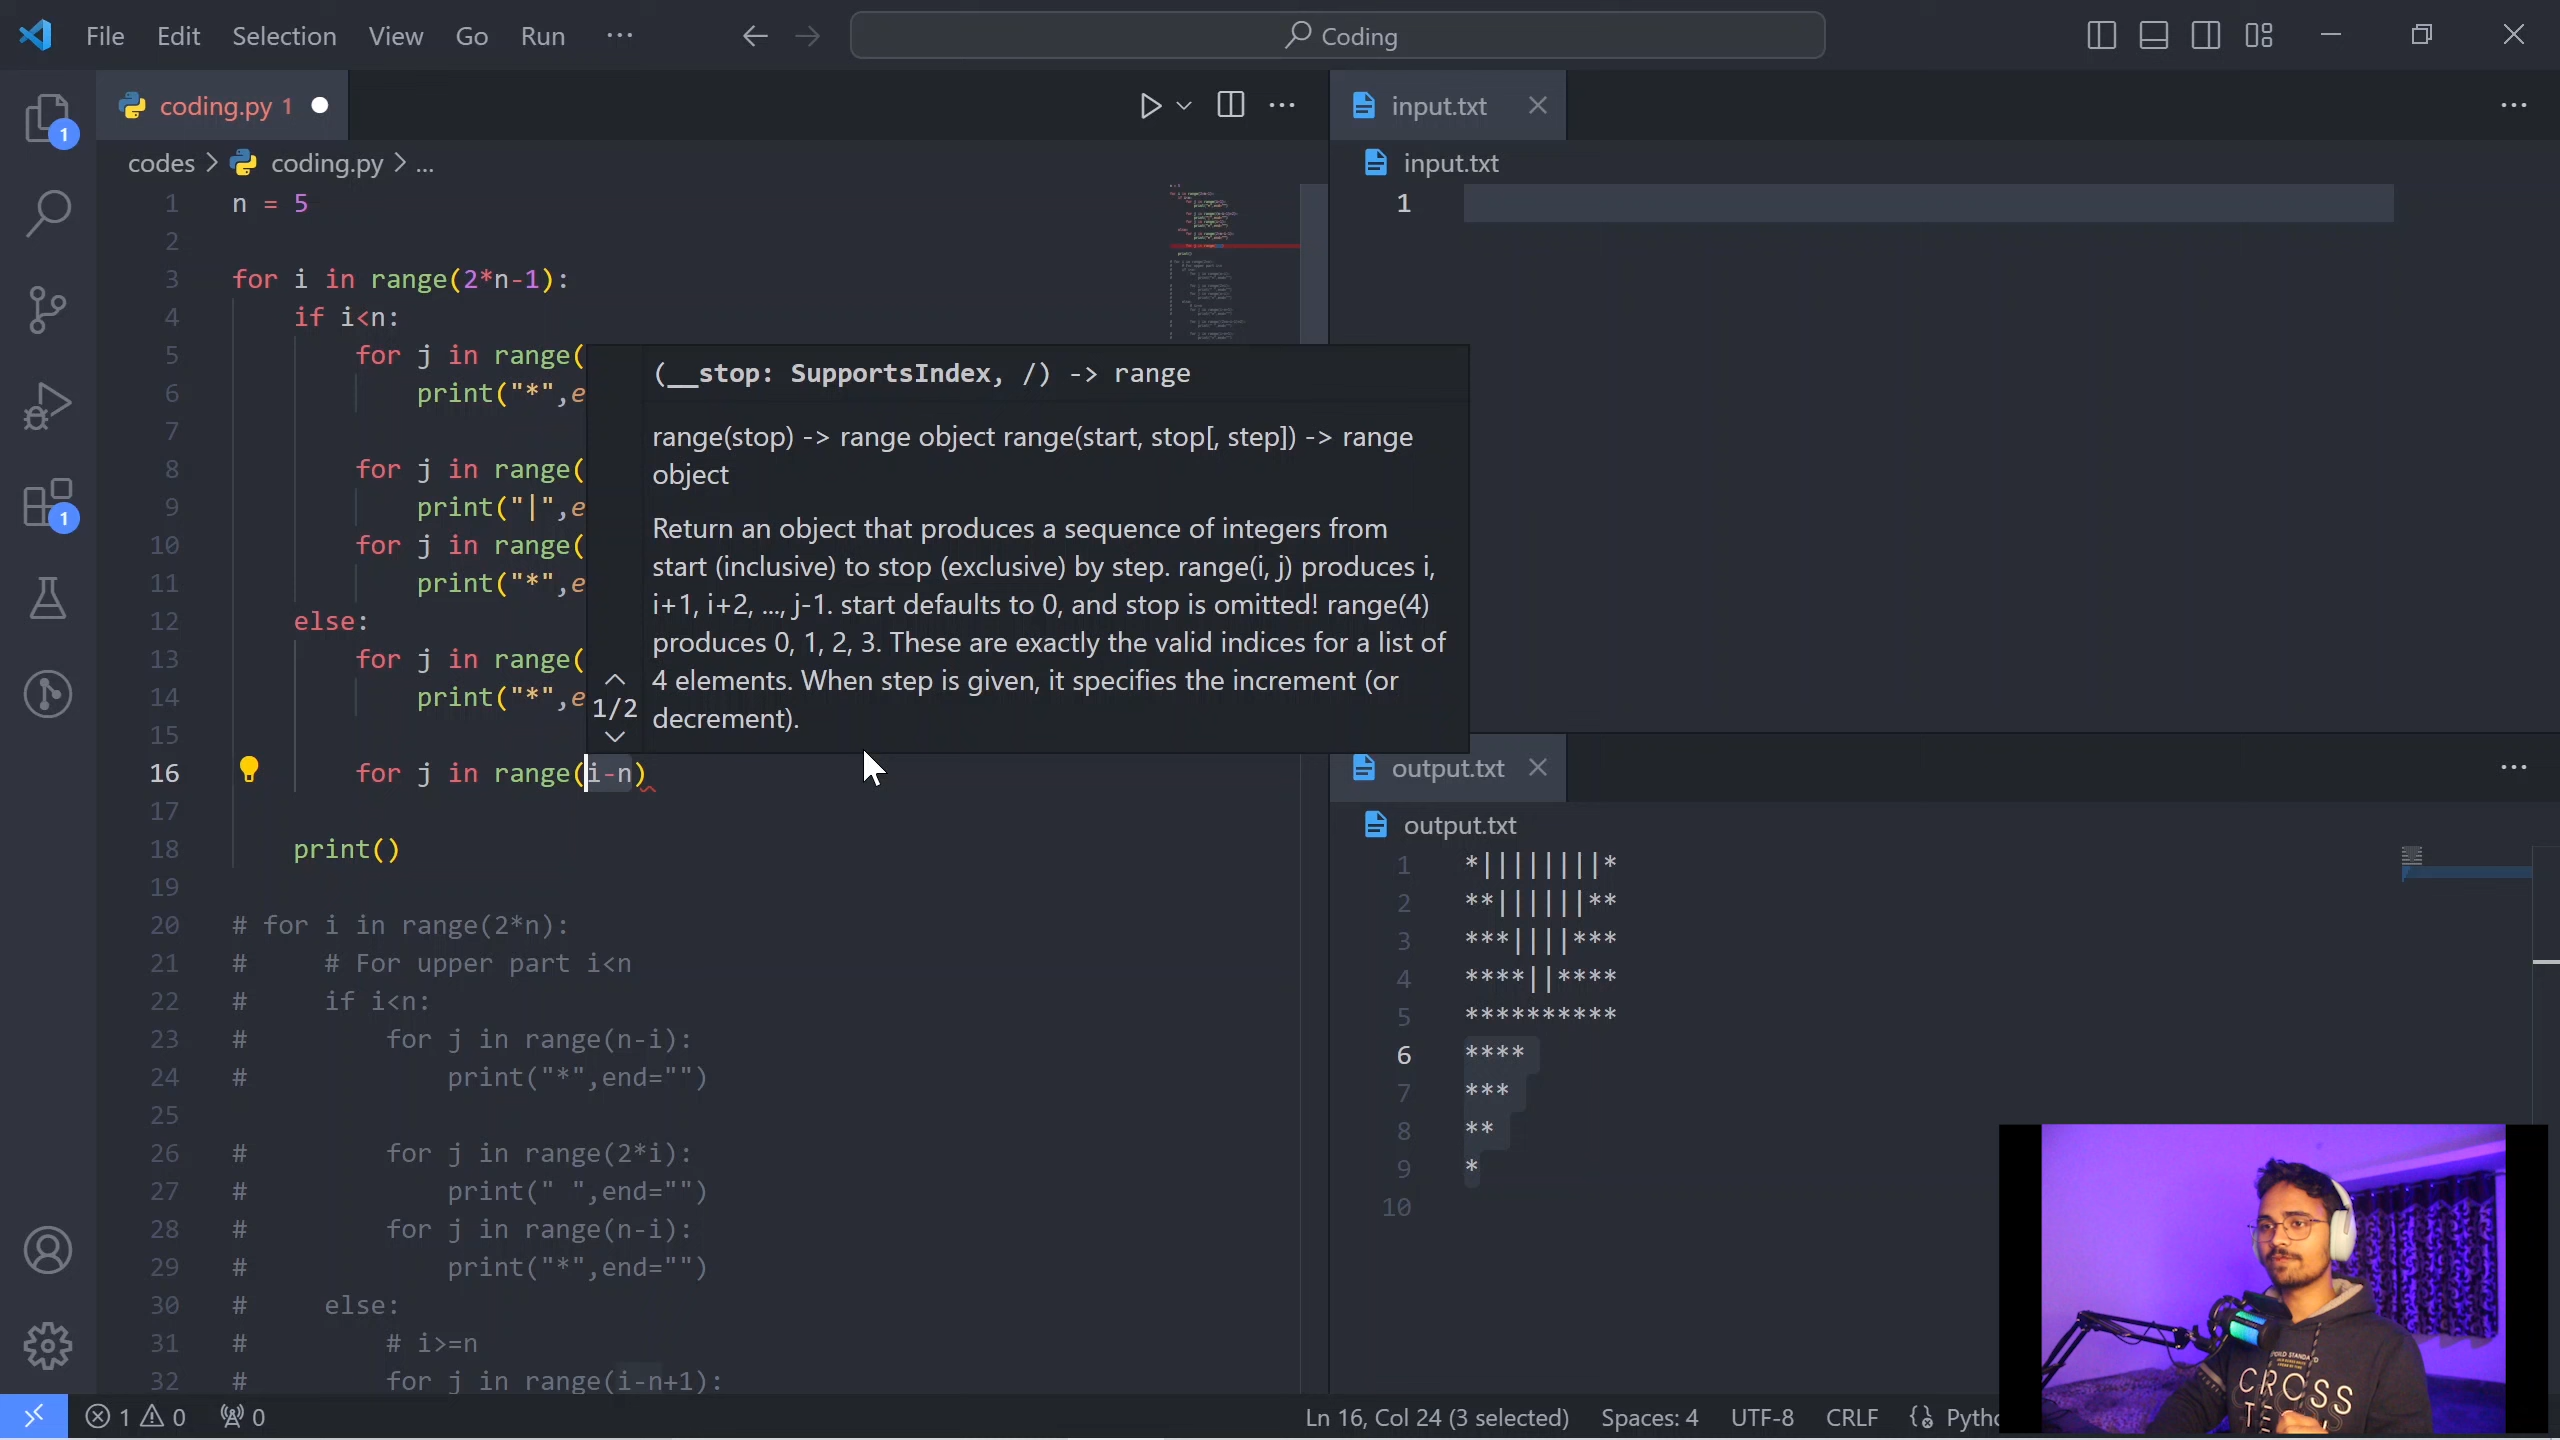 File Edit Selection View Go Run ···
Coding
coding.py 1
codes > coding.py > ...
1 n = 5
2
3 for i in range(2*n-1):
4 if i<n:
5 for j in range(
6 print("*",e
7
8 for j in range(
9 print("|",e
10 for j in range(
11 print("*",e
12 else:
13 for j in range(
14 print("*",e
15
16 for j in range(i-n)
17
18 print()
19
20 # for i in range(2*n):
21 # # For upper part i<n
22 # if i<n:
23 # for j in range(n-i):
24 # print("*",end="")
25
26 # for j in range(2*i):
27 # print(" ",end="")
28 # for j in range(n-i):
29 # print("*",end="")
30 # else:
31 # # i>=n
32 # for j in range(i-n+1):
(__stop: SupportsIndex, /) -> range
range(stop) -> range object range(start, stop[, step]) -> range
object
Return an object that produces a sequence of integers from
start (inclusive) to stop (exclusive) by step. range(i, j) produces i,
i+1, i+2, ..., j-1. start defaults to 0, and stop is omitted! range(4)
produces 0, 1, 2, 3. These are exactly the valid indices for a list of
4 elements. When step is given, it specifies the increment (or
decrement).
1/2
input.txt
input.txt
1
output.txt
output.txt
1 *||||||||*
2 **||||||**
3 ***||||***
4 ****||****
5 **********
6 ****
7 ***
8 **
9 *
10
1
1
1 0 0
Ln 16, Col 24 (3 selected) Spaces: 4 UTF-8 CRLF Pytho
CROSS